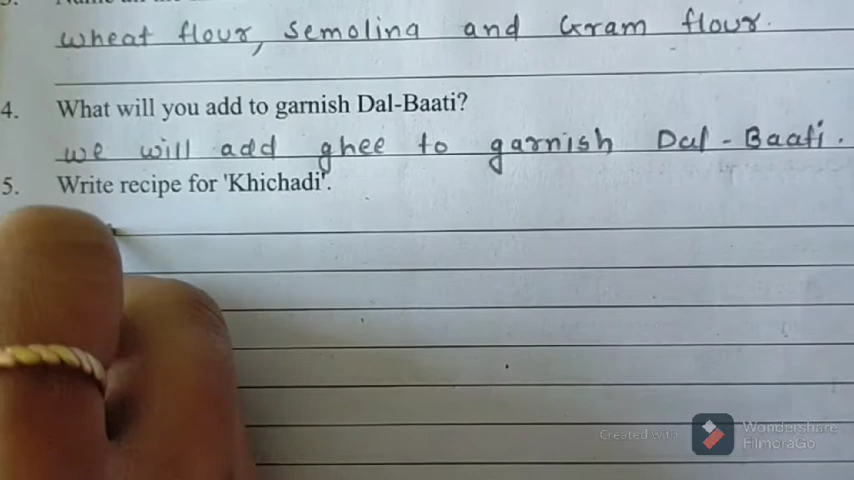 wheat flour, semolina and Gram flour.
4. What will you add to garnish Dal-Baati?
we will add ghee to garnish Dal-Baati.
5. Write recipe for 'Khichadi'.
Created with Wondershare FilmoraGo